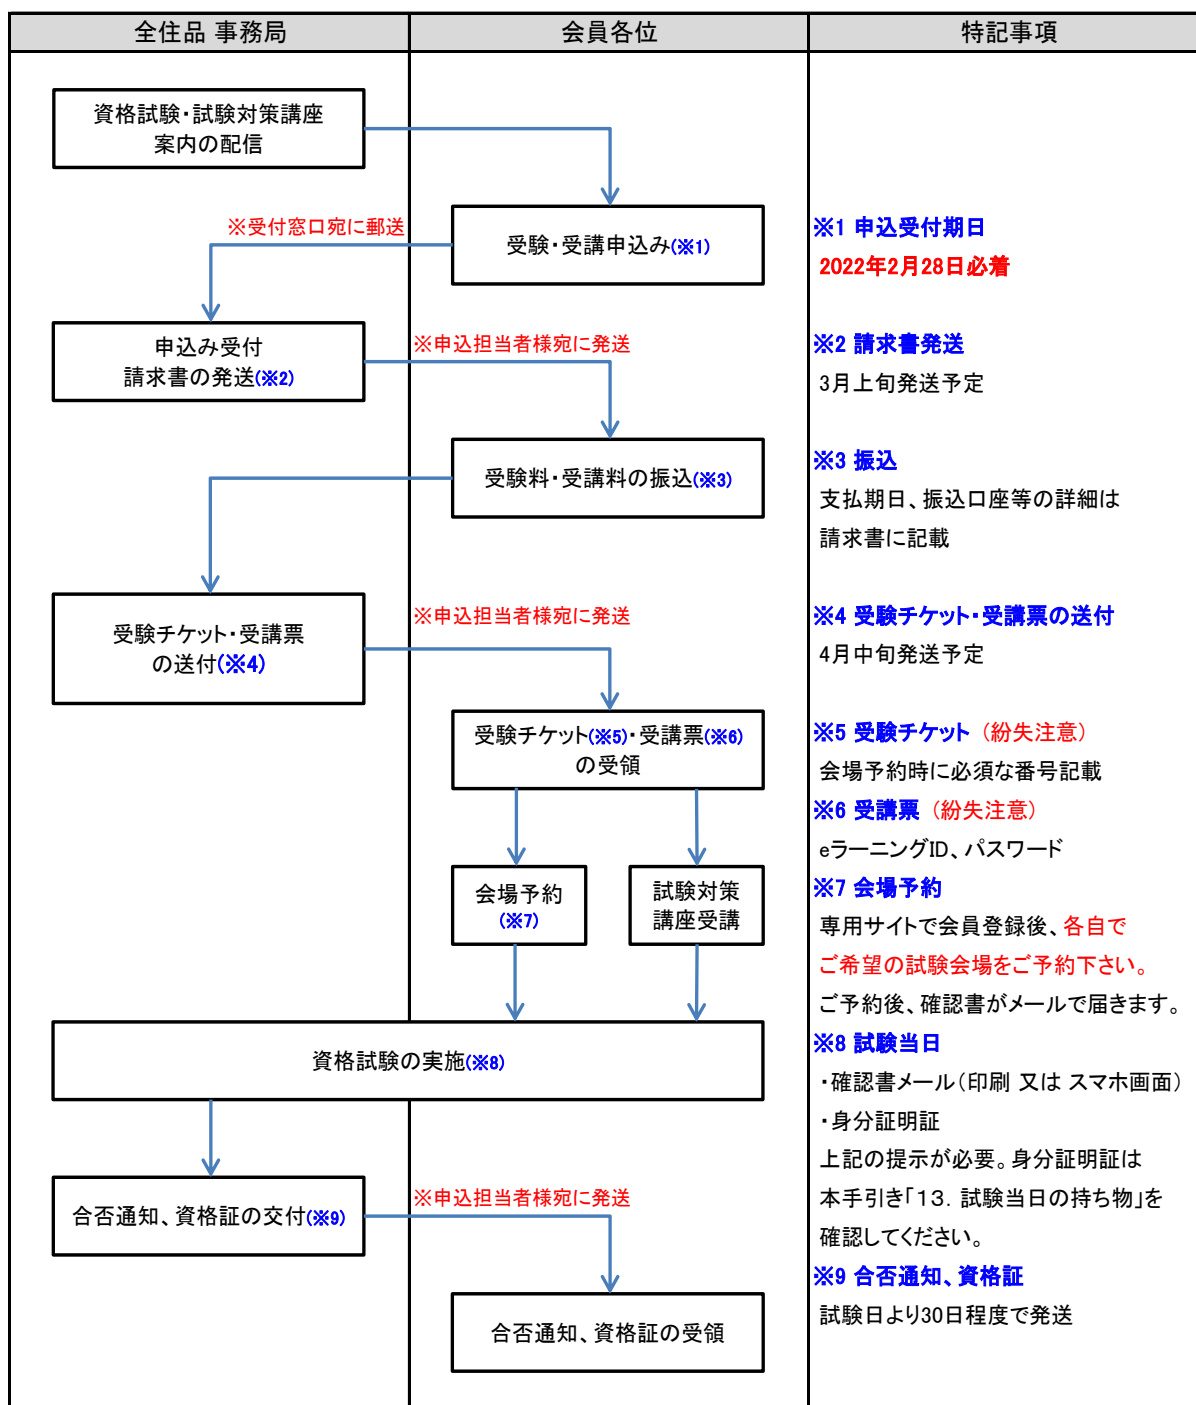 全住品 事務局
会員各位
特記事項
資格試験・試験対策講座
案内の配信
※受付窓口宛に郵送
受験・受講申込み(※1)
※1 申込受付期日
2022年2月28日必着
申込み受付
請求書の発送(※2)
※申込担当者様宛に発送
※2 請求書発送
3月上旬発送予定
受験料・受講料の振込(※3)
※3 振込
支払期日、振込口座等の詳細は
請求書に記載
受験チケット・受講票
の送付(※4)
※申込担当者様宛に発送
※4 受験チケット・受講票の送付
4月中旬発送予定
受験チケット(※5)・受講票(※6)
の受領
※5 受験チケット (紛失注意)
会場予約時に必須な番号記載
※6 受講票 (紛失注意)
eラーニングID、パスワード
会場予約
(※7)
試験対策
講座受講
※7 会場予約
専用サイトで会員登録後、各自で
ご希望の試験会場をご予約下さい。
ご予約後、確認書がメールで届きます。
資格試験の実施(※8)
※8 試験当日
・確認書メール(印刷 又は スマホ画面)
・身分証明証
上記の提示が必要。身分証明証は
本手引き「13. 試験当日の持ち物」を
確認してください。
合否通知、資格証の交付(※9)
※申込担当者様宛に発送
※9 合否通知、資格証
試験日より30日程度で発送
合否通知、資格証の受領